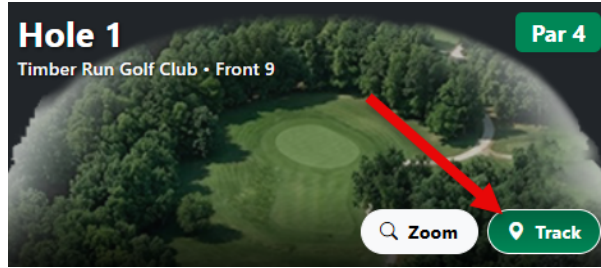 Hole 1
Par 4
Timber Run Golf Club • Front 9
Zoom
Track